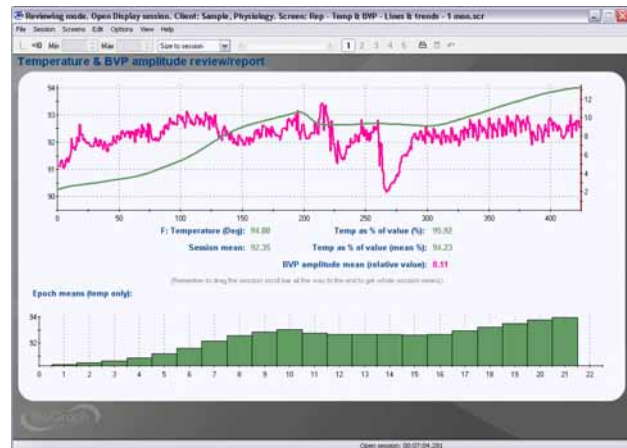 Reviewing mode. Open Display session. Client: Sample, Physiology. Screen: Rep - Temp & BVP - Lines & trends - 1 mon.scr
File Session Screens Edit Options View Help
Min Max Size to session 1 2 3 4 5
Temperature & BVP amplitude review/report
94
93
92
91
90
12
10
8
6
4
2
0 50 100 150 200 250 300 350 400
F: Temperature (Deg): 94.00 Temp as % of value (%): 95.92
Session mean: 92.35 Temp as % of value (mean %): 94.23
BVP amplitude mean (relative value): 8.11
(Remember to drag the session scroll bar all the way to the end to get whole session means)
Epoch means (temp only):
94
92
0 1 2 3 4 5 6 7 8 9 10 11 12 13 14 15 16 17 18 19 20 21 22
BioGraph
Open session: 00:07:04.281